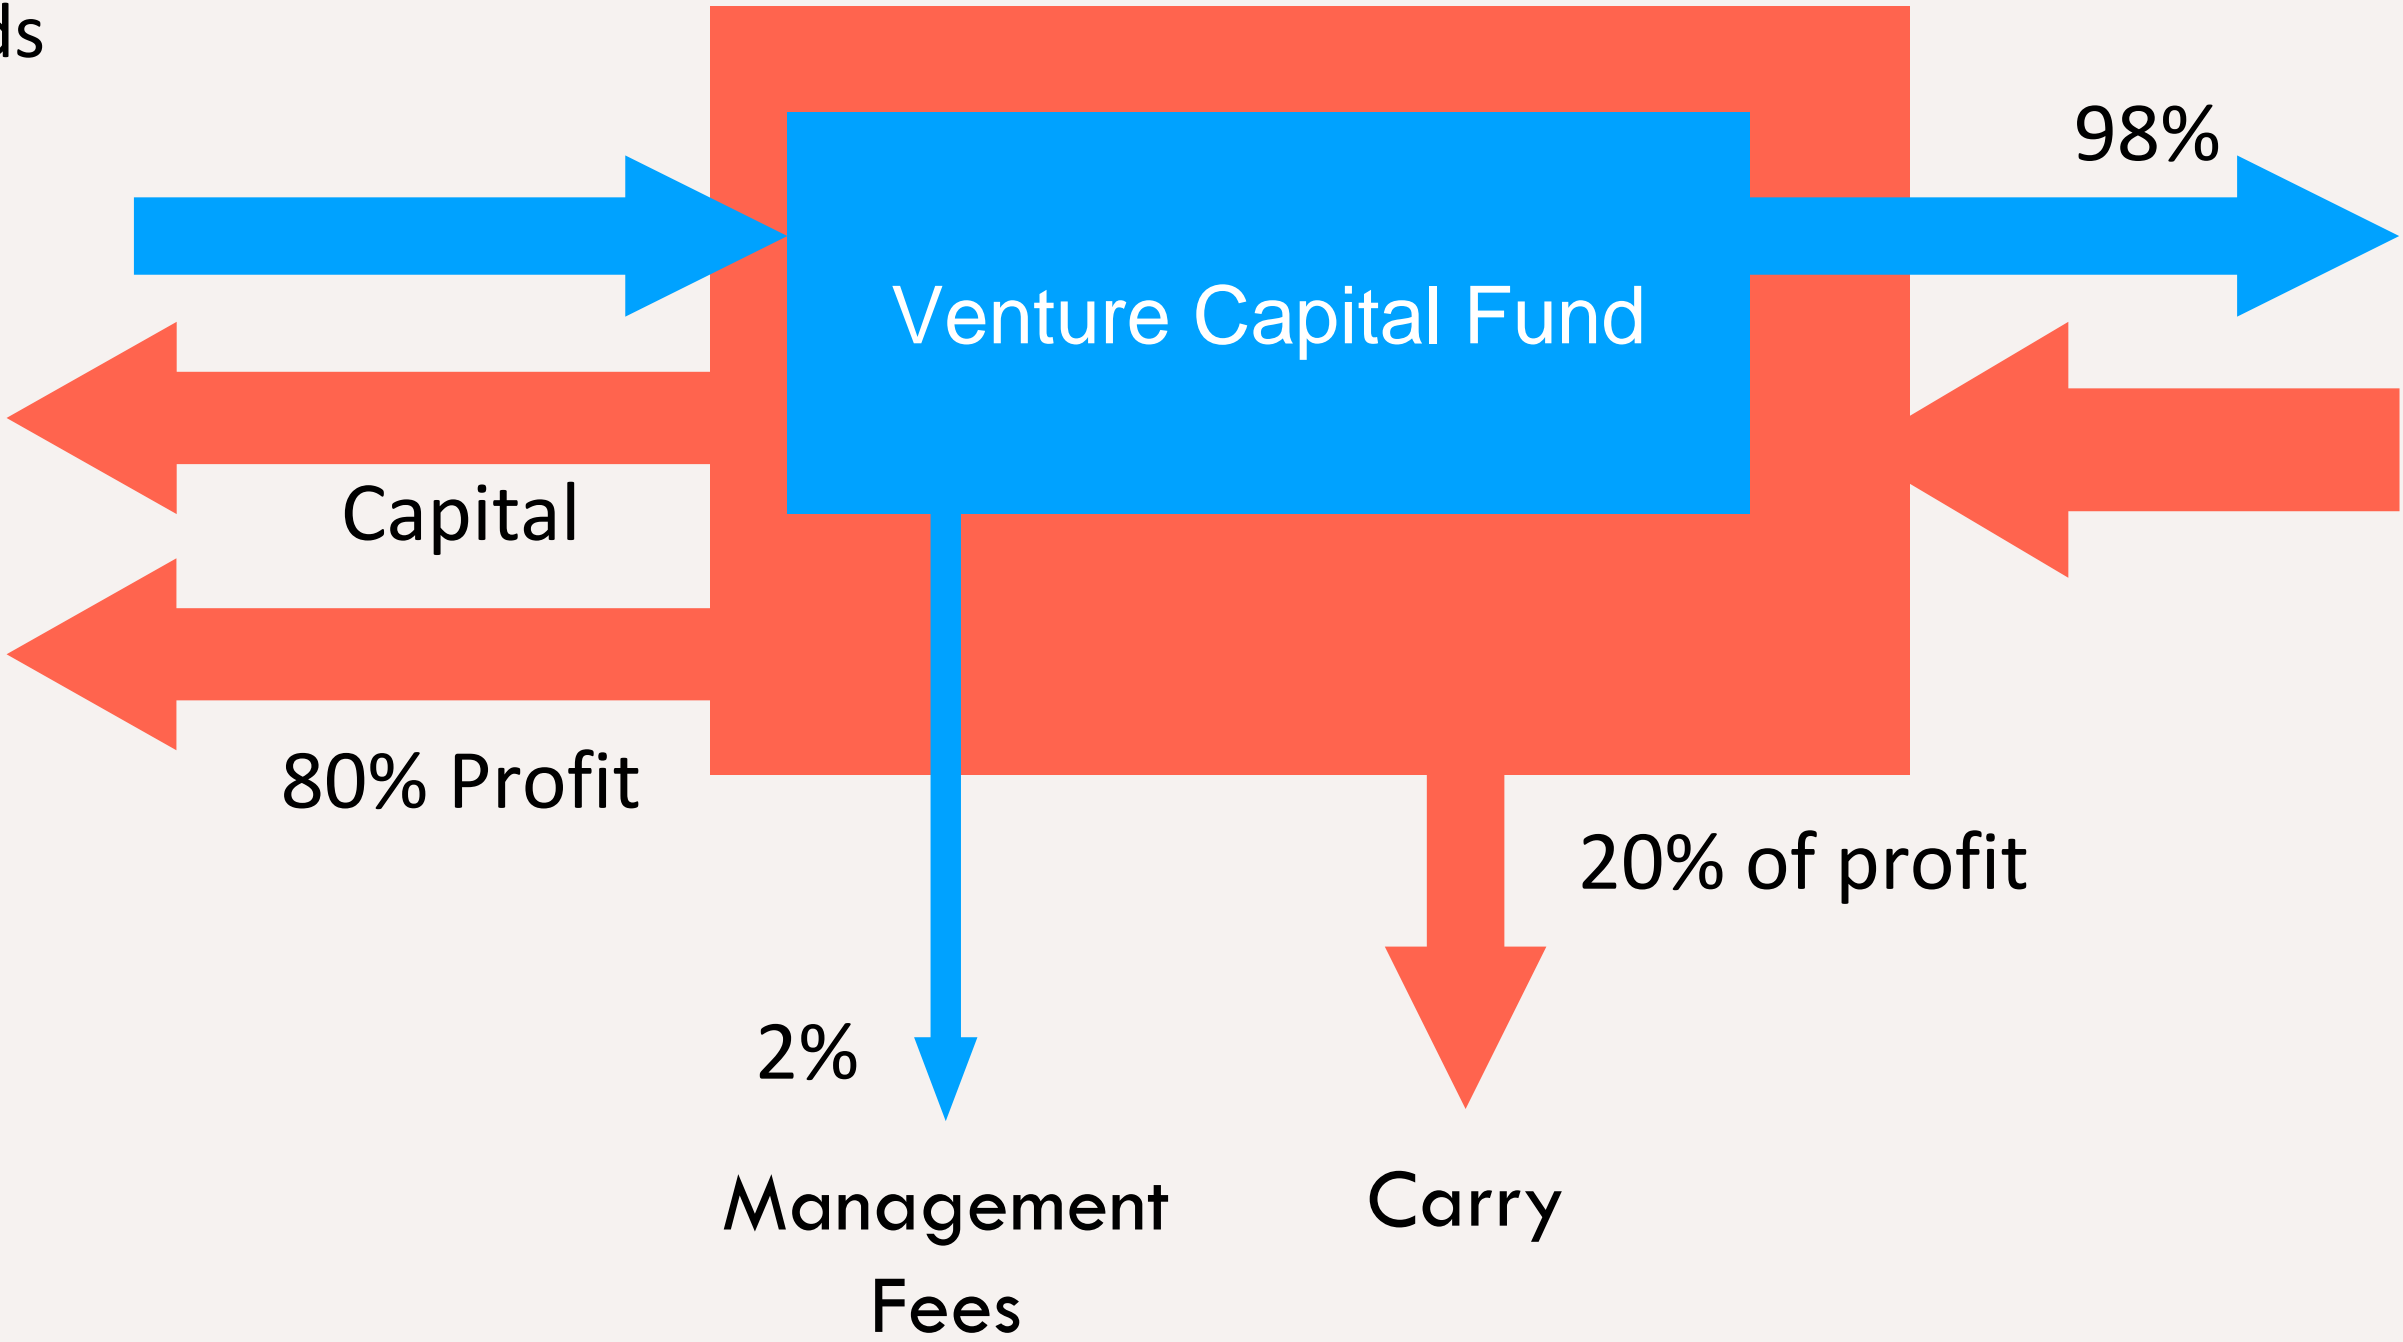 98%
Venture Capital Fund
Capital
80% Profit
20% of profit
2%
Management
Fees
Carry